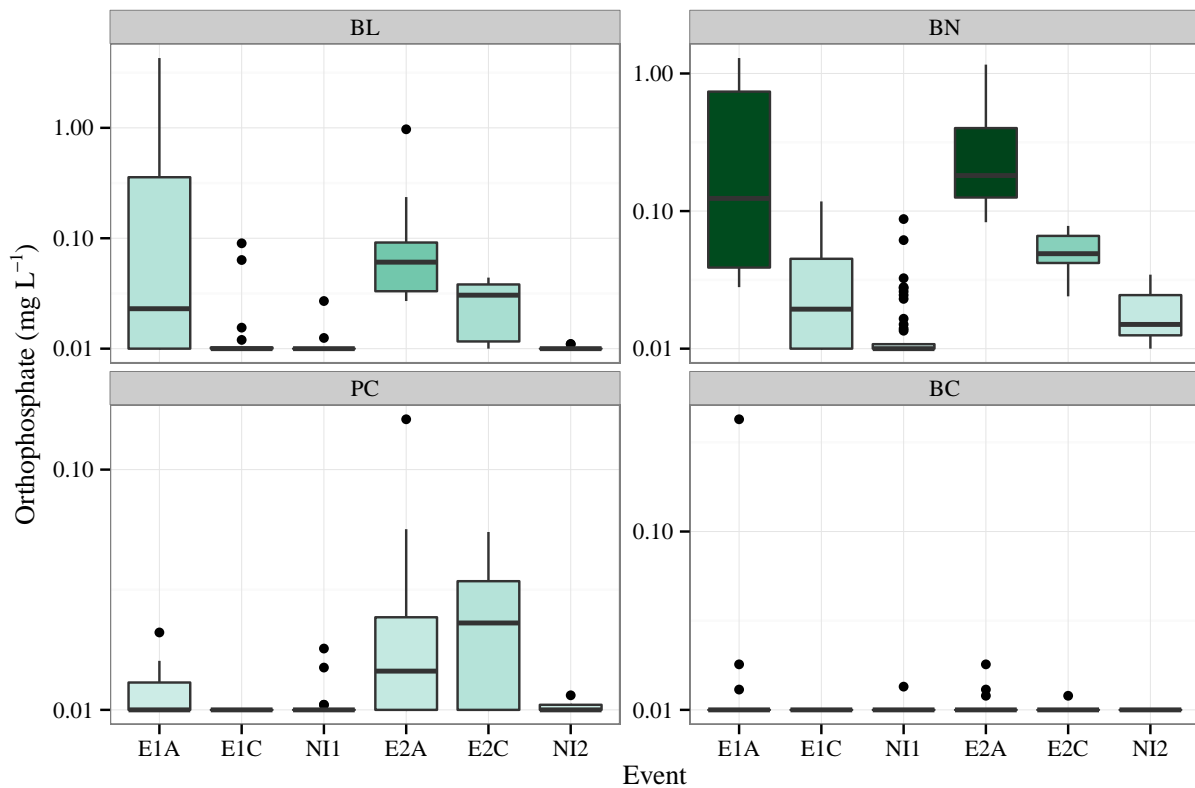 BL
BN
1.00
0.10
0.01
1.00
0.10
0.01
PC
BC
0.10
0.01
0.10
0.01
E1A E1C NI1 E2A E2C NI2
E1A E1C NI1 E2A E2C NI2
Event
Orthophosphate (mg L⁻¹)